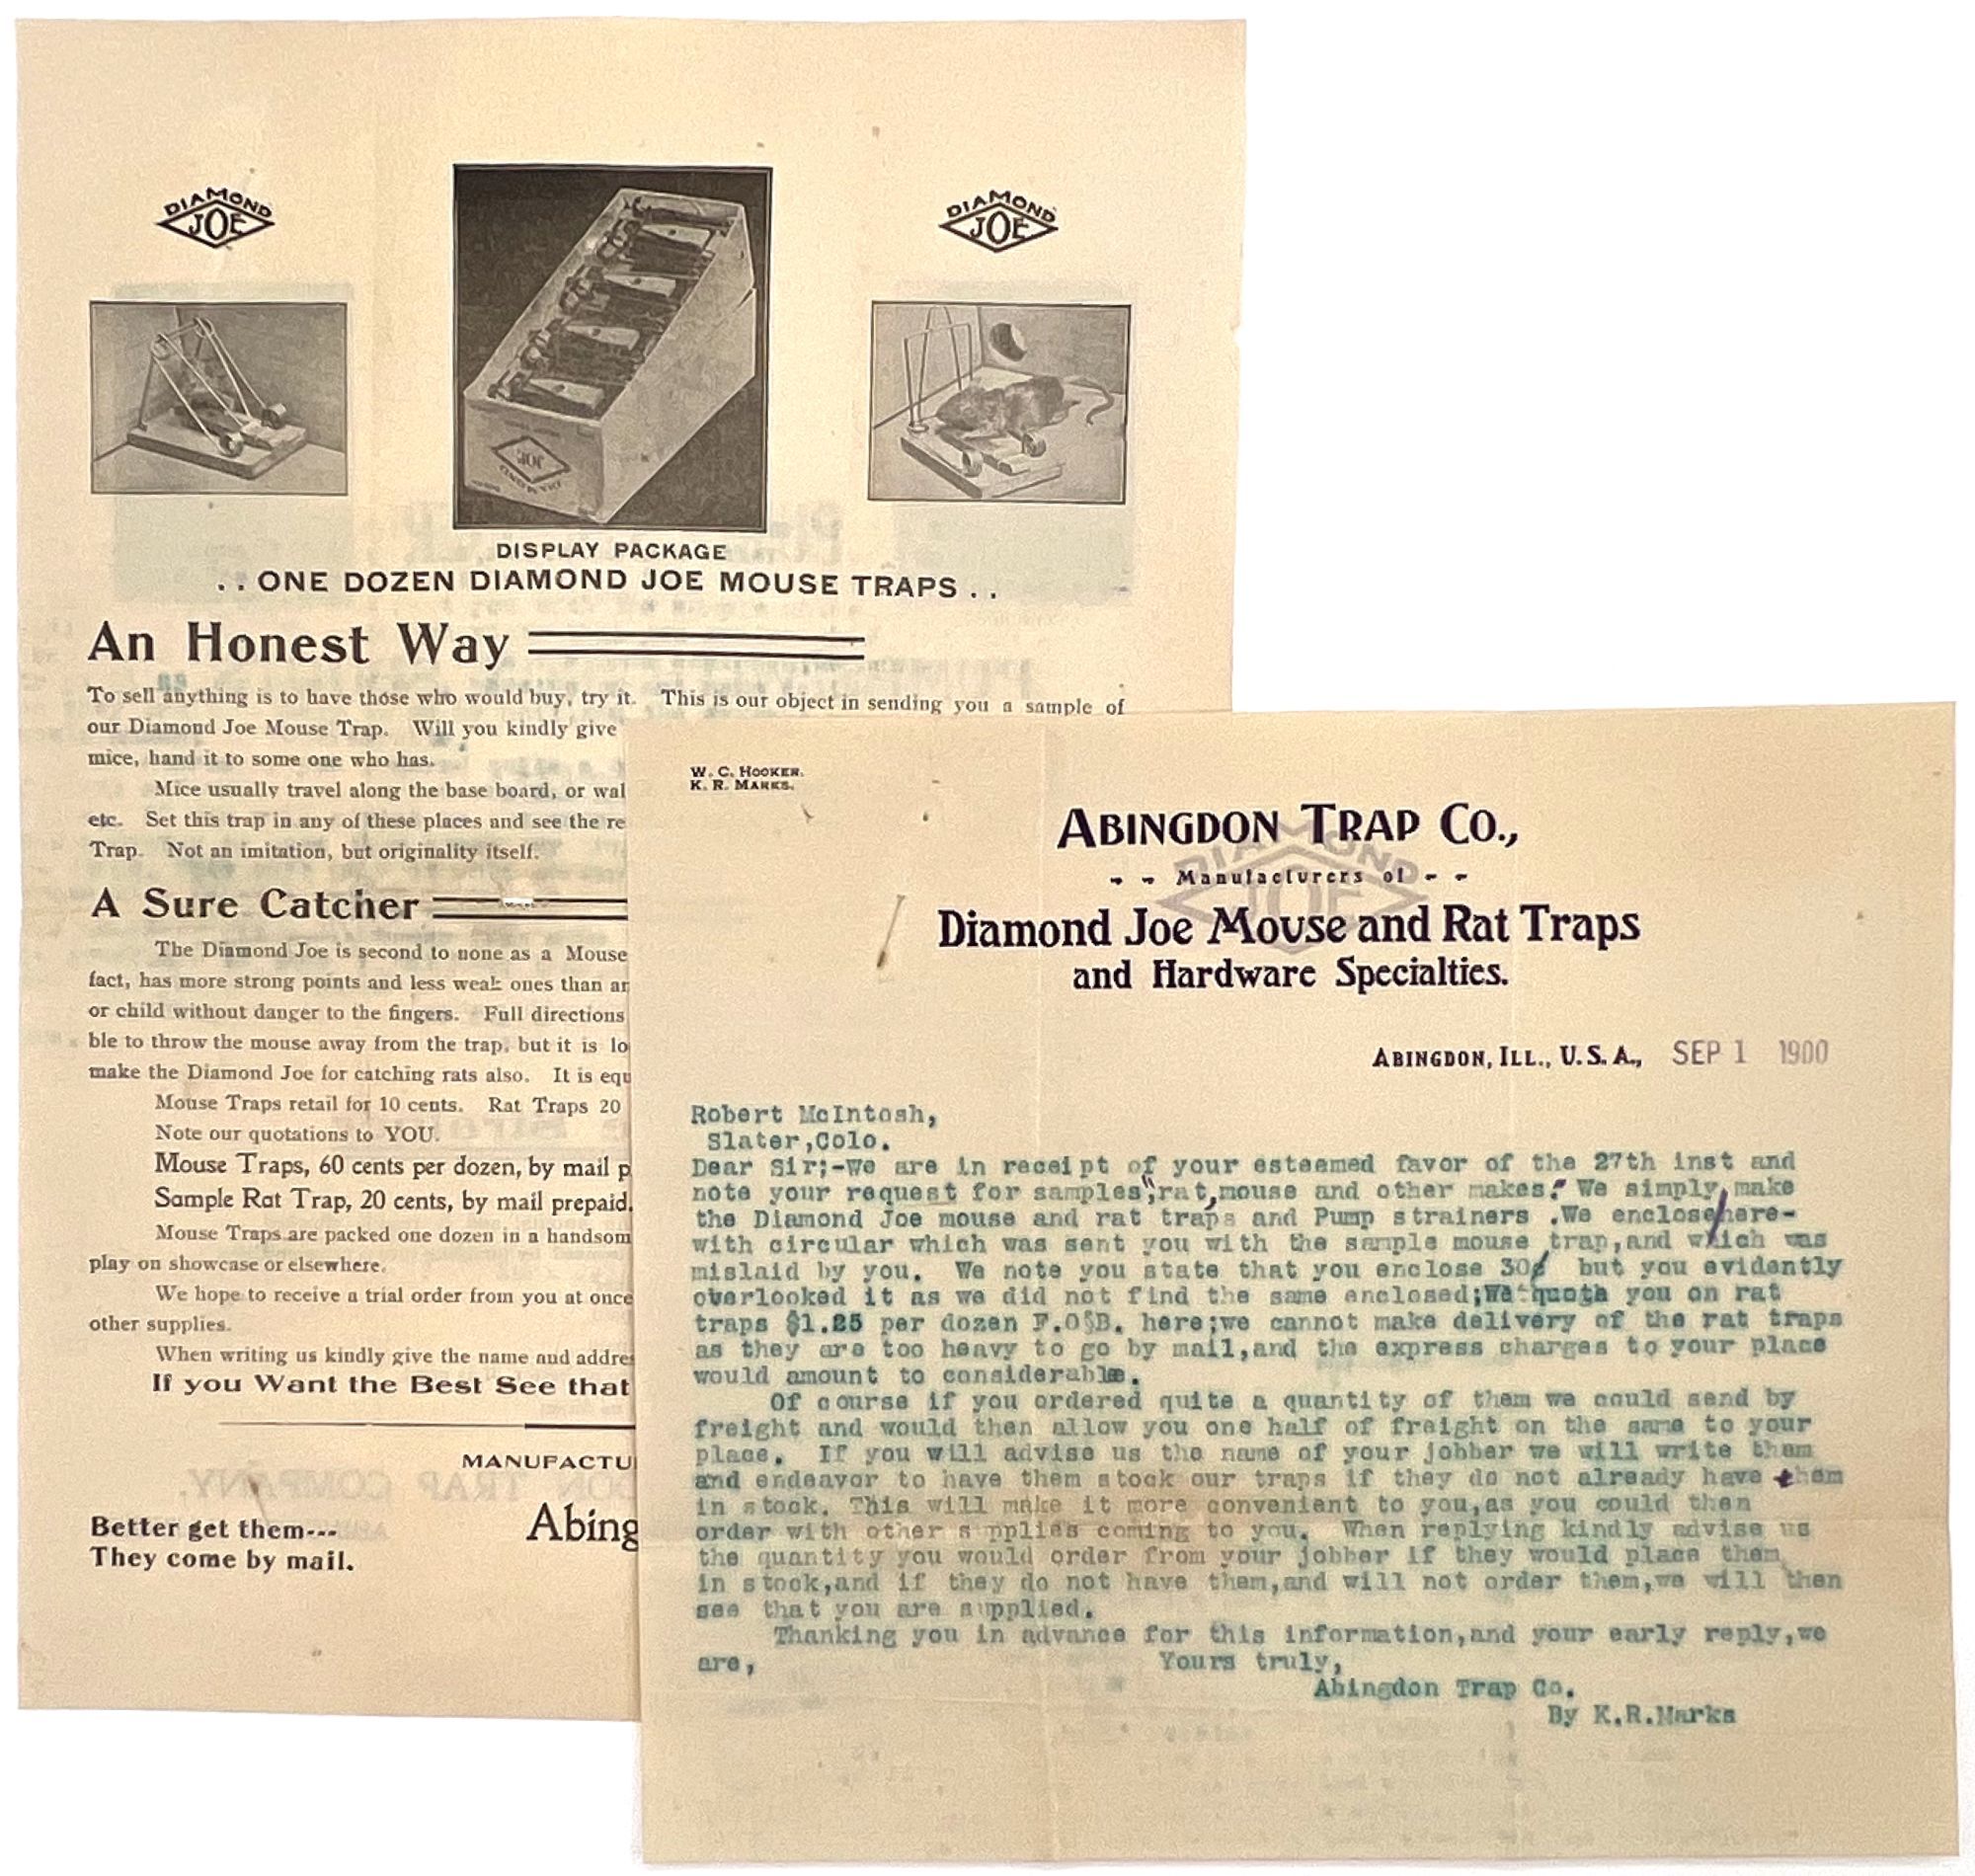 DIAMOND
JOE
DIAMOND
JOE
JOE
DISPLAY PACKAGE
. . ONE DOZEN DIAMOND JOE MOUSE TRAPS . .
An Honest Way
To sell anything is to have those who would buy, try it. This is our object in sending you a sample of
our Diamond Joe Mouse Trap. Will you kindly give
mice, hand it to some one who has.
Mice usually travel along the base board, or wal
etc. Set this trap in any of these places and see the re
Trap. Not an imitation, but originality itself.
A Sure Catcher
The Diamond Joe is second to none as a Mouse
fact, has more strong points and less weak ones than an
or child without danger to the fingers. Full directions
ble to throw the mouse away from the trap, but it is lo
make the Diamond Joe for catching rats also. It is equ
Mouse Traps retail for 10 cents. Rat Traps 20
Note our quotations to YOU.
Mouse Traps, 60 cents per dozen, by mail p
Sample Rat Trap, 20 cents, by mail prepaid.
Mouse Traps are packed one dozen in a handsom
play on showcase or elsewhere.
We hope to receive a trial order from you at once
other supplies.
When writing us kindly give the name and addre
If you Want the Best See that
MANUFACTU
Abing
Better get them---
They come by mail.
W. C. HOOKER.
K. R. MARKS.
ABINGDON TRAP CO.,
DIAMOND
JOE
- - Manufacturers of - -
Diamond Joe Mouse and Rat Traps
and Hardware Specialties.
ABINGDON, ILL., U. S. A., SEP 1 1900
Robert McIntosh,
Slater,Colo.
Dear Sir;-We are in receipt of your esteemed favor of the 27th inst and
note your request for samples",rat,mouse and other makes." We simply make
the Diamond Joe mouse and rat traps and Pump strainers .We enclose/here-
with circular which was sent you with the sample mouse trap,and which was
mislaid by you. We note you state that you enclose 30¢ but you evidently
overlooked it as we did not find the same enclosed;We quote you on rat
traps $1.25 per dozen F.O.B. here;we cannot make delivery of the rat traps
as they are too heavy to go by mail,and the express charges to your place
would amount to considerable.
Of course if you ordered quite a quantity of them we could send by
freight and would then allow you one half of freight on the same to your
place. If you will advise us the name of your jobber we will write them
and endeavor to have them stock our traps if they do not already have them
in stock. This will make it more convenient to you,as you could then
order with other supplies coming to you. When replying kindly advise us
the quantity you would order from your jobber if they would place them
in stock,and if they do not have them,and will not order them,we will then
see that you are supplied.
Thanking you in advance for this information,and your early reply,we
are, Yours truly,
Abingdon Trap Co.
By K.R.Marks